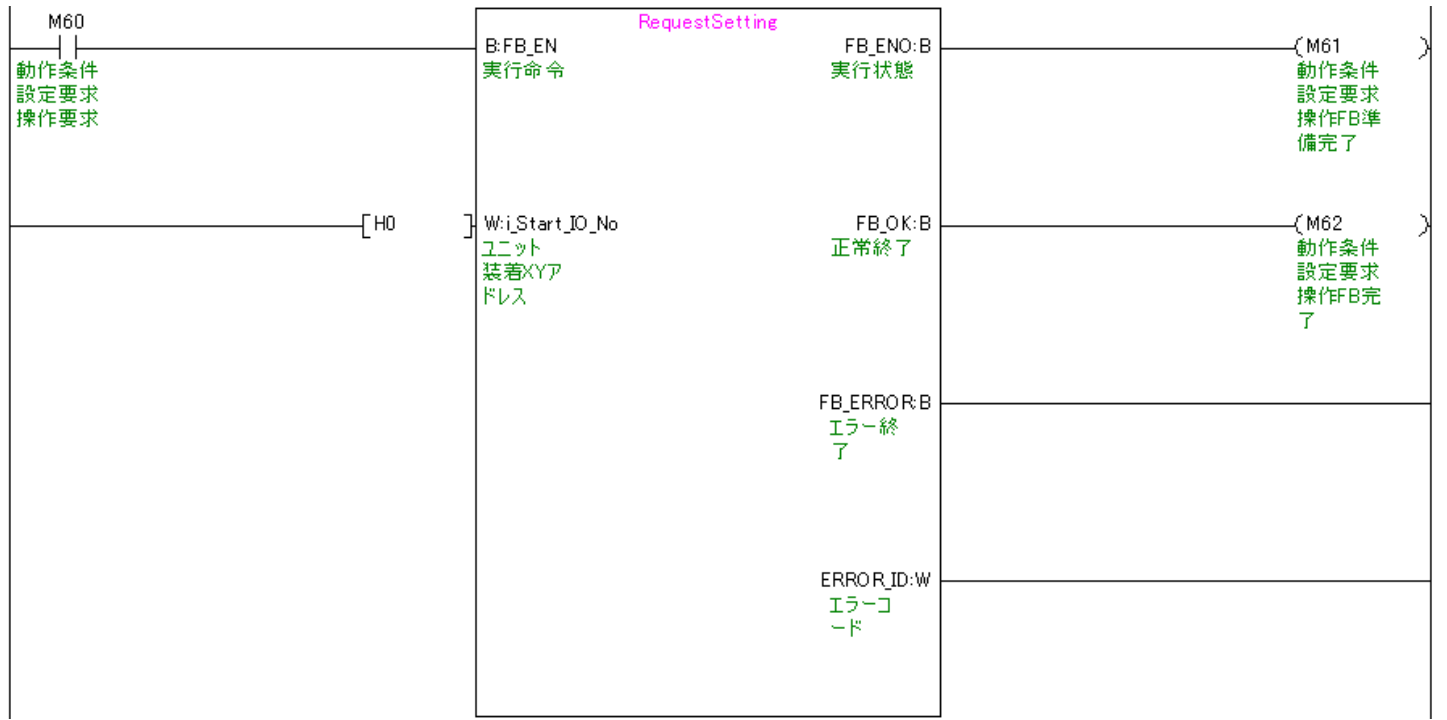 M60
RequestSetting
B:FB_EN
FB_ENO:B
(M61 )
動作条件
設定要求
操作要求
実行命令
実行状態
動作条件
設定要求
操作FB準
備完了
[H0 ]
W:i_Start_IO_No
FB_OK:B
(M62 )
ユニット
装着XYア
ドレス
正常終了
動作条件
設定要求
操作FB完
了
FB_ERROR:B
エラー終
了
ERROR_ID:W
エラーコ
ード